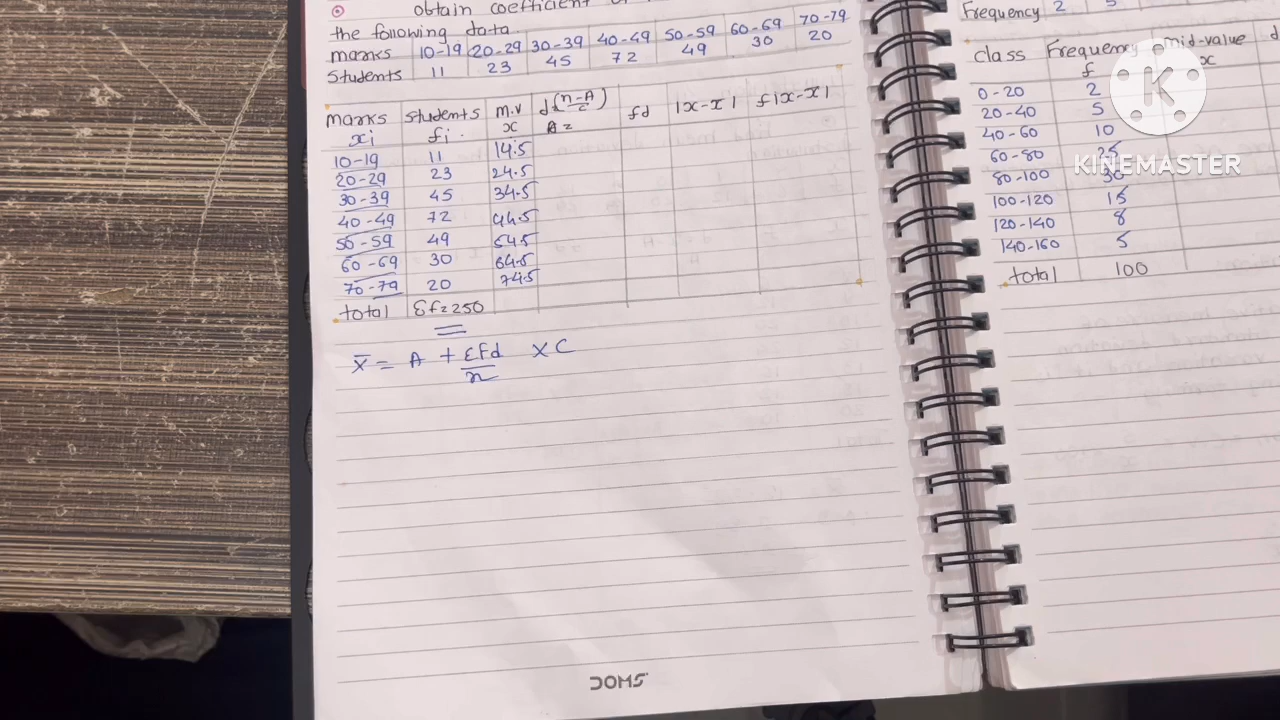 obtain coefficient
the following data
marks 10-19 20-29 30-39 40-49 50-59 60-69 70-79
Students 11 23 45 72 49 30 20
marks students m.v d=(n-A/c) fd |x-x̄| f|x-x̄|
xi fi. x A=
10-19 11 14.5
20-29 23 24.5
30-39 45 34.5
40-49 72 44.5
50-59 49 54.5
60-69 30 64.5
70-79 20 74.5
total Σf=250
x̄ = A + Σfd/n × C
DOMS
Frequency 2 5
class Frequency mid-value d
f x
0-20 2
20-40 5
40-60 10
60-80 25
80-100 30
100-120 15
120-140 8
140-160 5
total 100
K
KINEMASTER